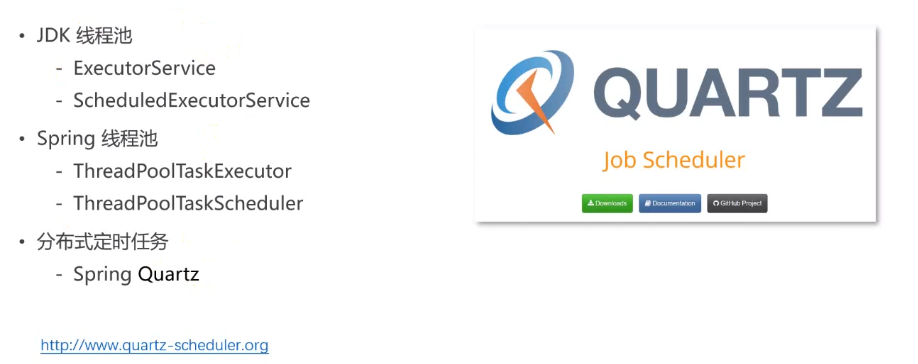 • JDK 线程池
- ExecutorService
- ScheduledExecutorService
• Spring 线程池
- ThreadPoolTaskExecutor
- ThreadPoolTaskScheduler
• 分布式定时任务
- Spring Quartz
http://www.quartz-scheduler.org
QUARTZ
Job Scheduler
Downloads Documentation GitHub Project